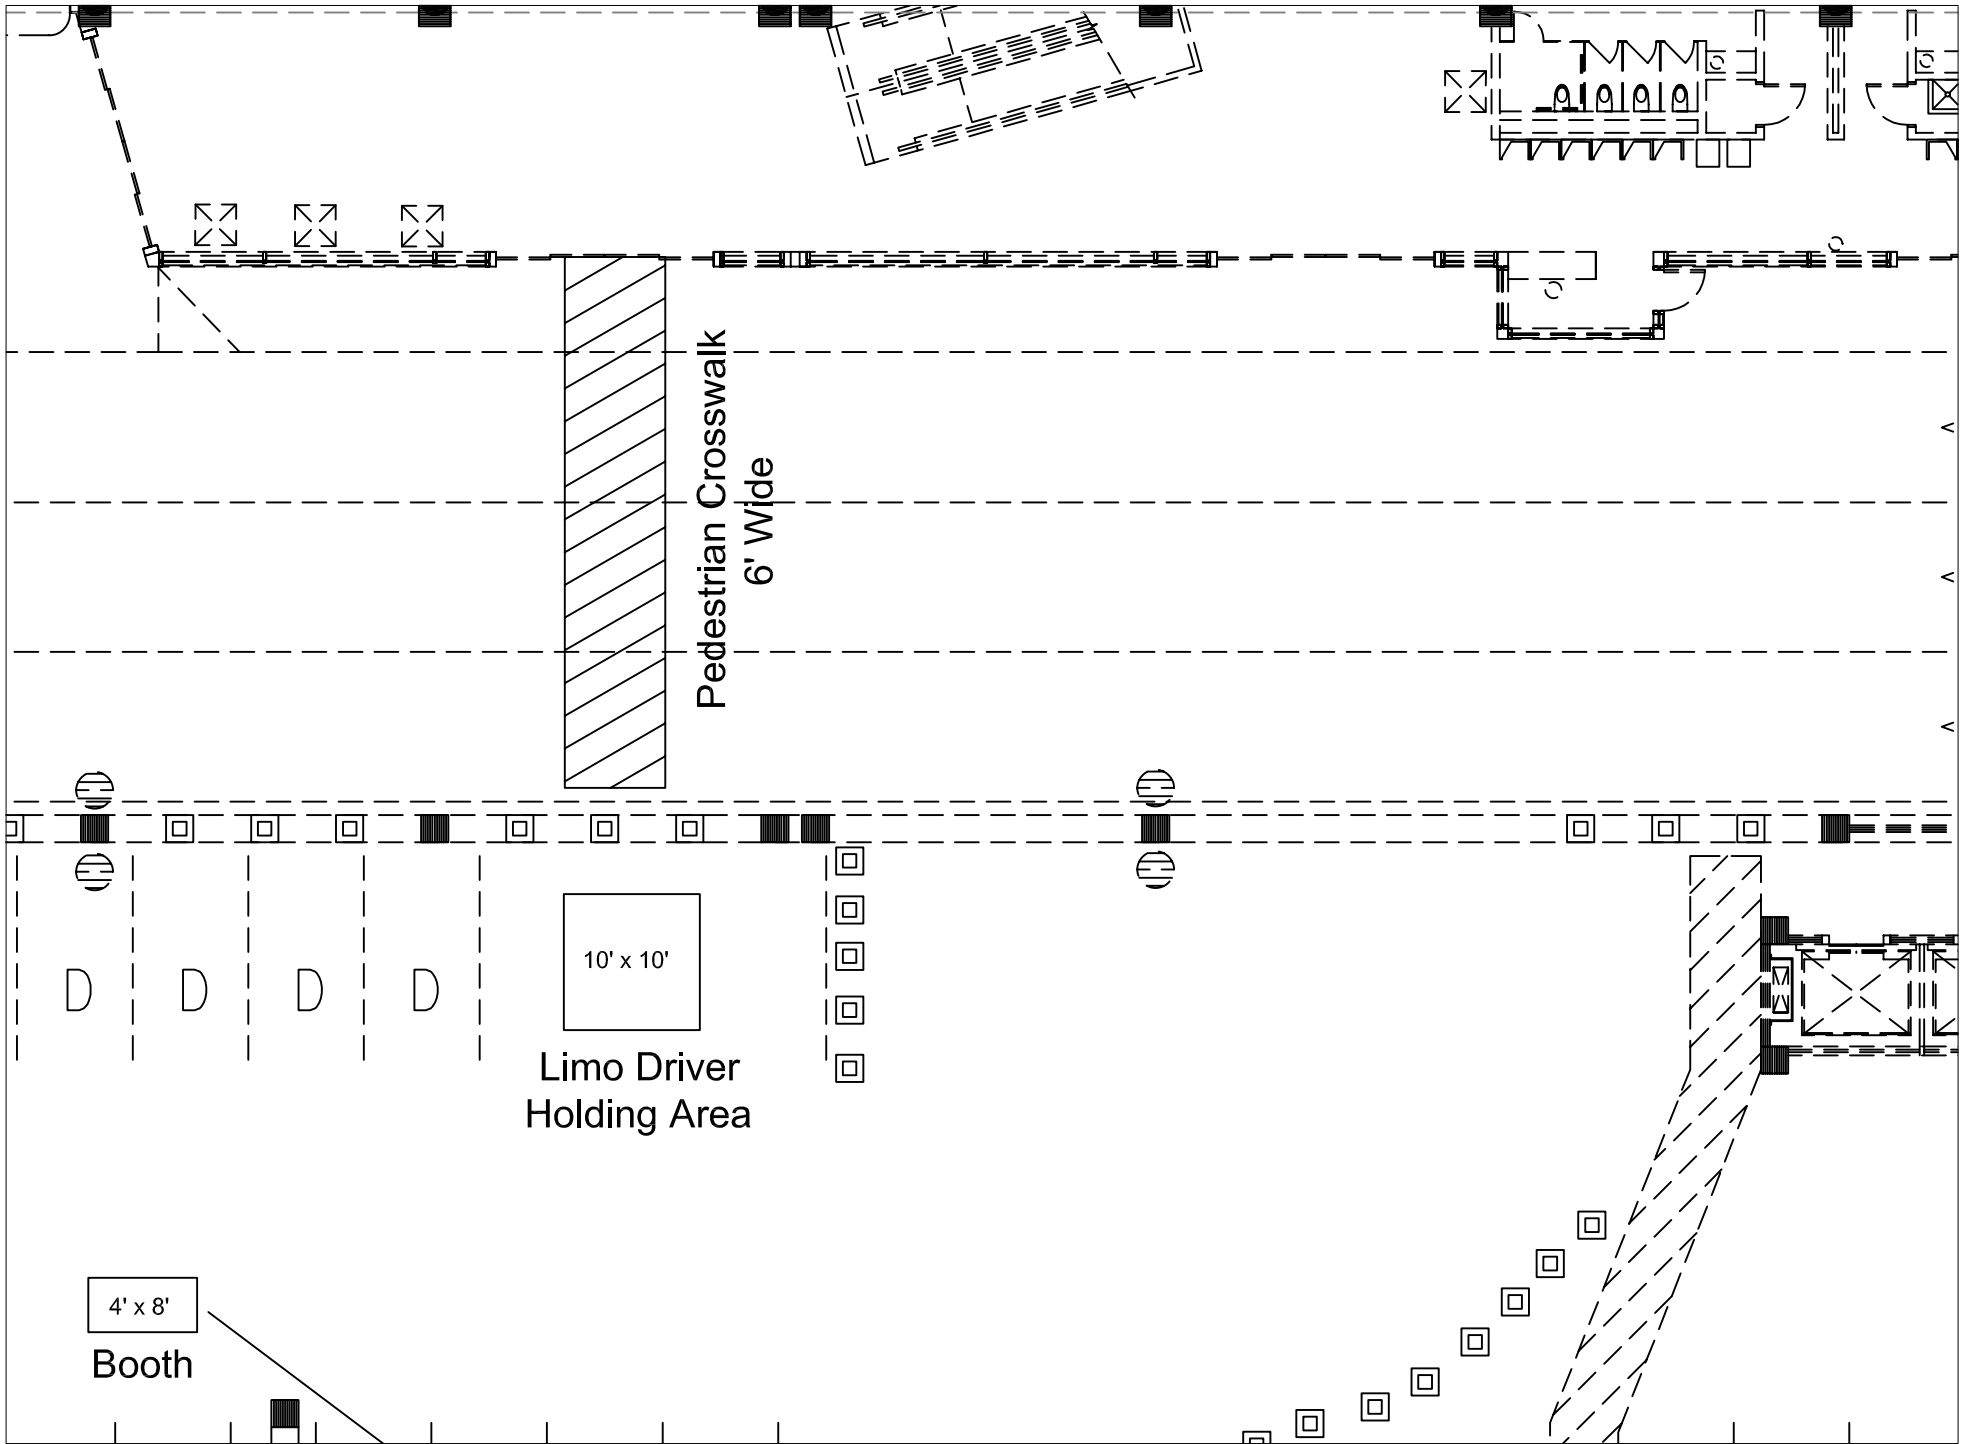 Pedestrian Crosswalk
6' Wide
10' x 10'
Limo Driver
Holding Area
4' x 8'
Booth